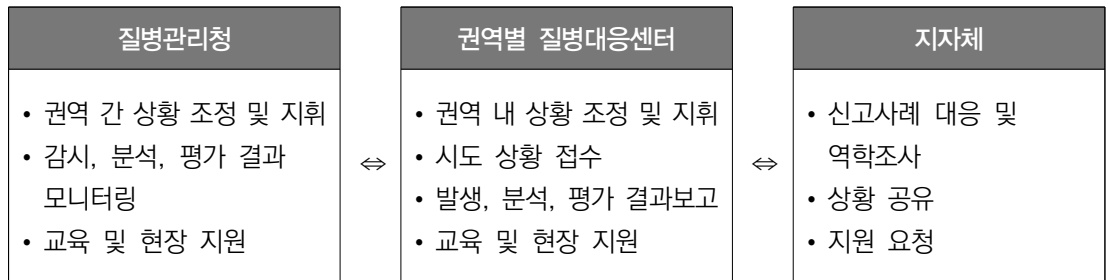 질병관리청
• 권역 간 상황 조정 및 지휘
• 감시, 분석, 평가 결과
모니터링
• 교육 및 현장 지원
⇔
권역별 질병대응센터
• 권역 내 상황 조정 및 지휘
• 시도 상황 접수
• 발생, 분석, 평가 결과보고
• 교육 및 현장 지원
⇔
지자체
• 신고사례 대응 및
역학조사
• 상황 공유
• 지원 요청